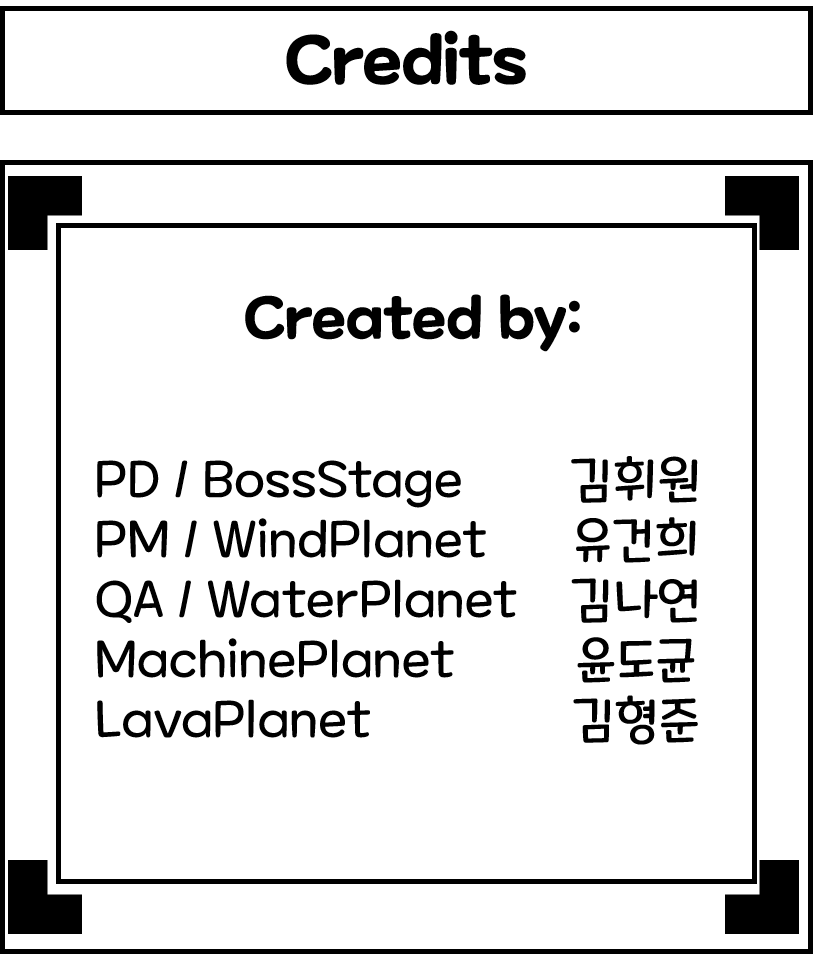 Credits
Created by:
PD / BossStage 김휘원
PM / WindPlanet 유건희
QA / WaterPlanet 김나연
MachinePlanet 윤도균
LavaPlanet 김형준